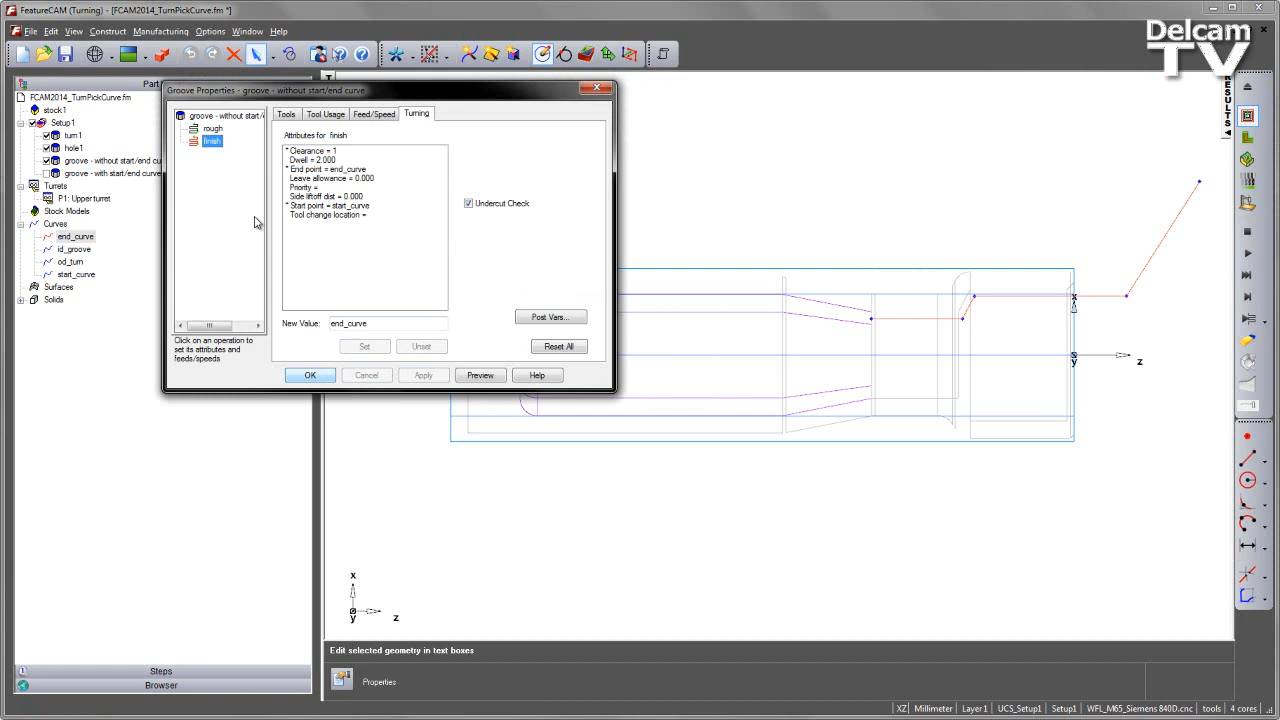 FeatureCAM (Turning) - [FCAM2014_TurnPickCurve.fm *]
File Edit View Construct Manufacturing Options Window Help
Delcam
TV
Part
FCAM2014_TurnPickCurve.fm
stock1
Setup1
turn1
hole1
groove - without start/end cu
groove - with start/end curve
Turrets
P1: Upper turret
Stock Models
Curves
end_curve
id_groove
od_turn
start_curve
Surfaces
Solids
Groove Properties - groove - without start/end curve
groove - without start/e
rough
finish
Click on an operation to
set its attributes and
feeds/speeds
Tools Tool Usage Feed/Speed Turning
Attributes for finish
* Clearance = 1
Dwell = 2.000
* End point = end_curve
Leave allowance = 0.000
Priority =
Side liftoff dist = 0.000
* Start point = start_curve
Tool change location =
Undercut Check
Post Vars...
New Value: end_curve
Set Unset Reset All
OK Cancel Apply Preview Help
RESULTS
x
z
y
x
y
z
Edit selected geometry in text boxes
Properties
Steps
Browser
XZ Millimeter Layer1 UCS_Setup1 Setup1 WFL_M65_Siemens 840D.cnc tools 4 cores